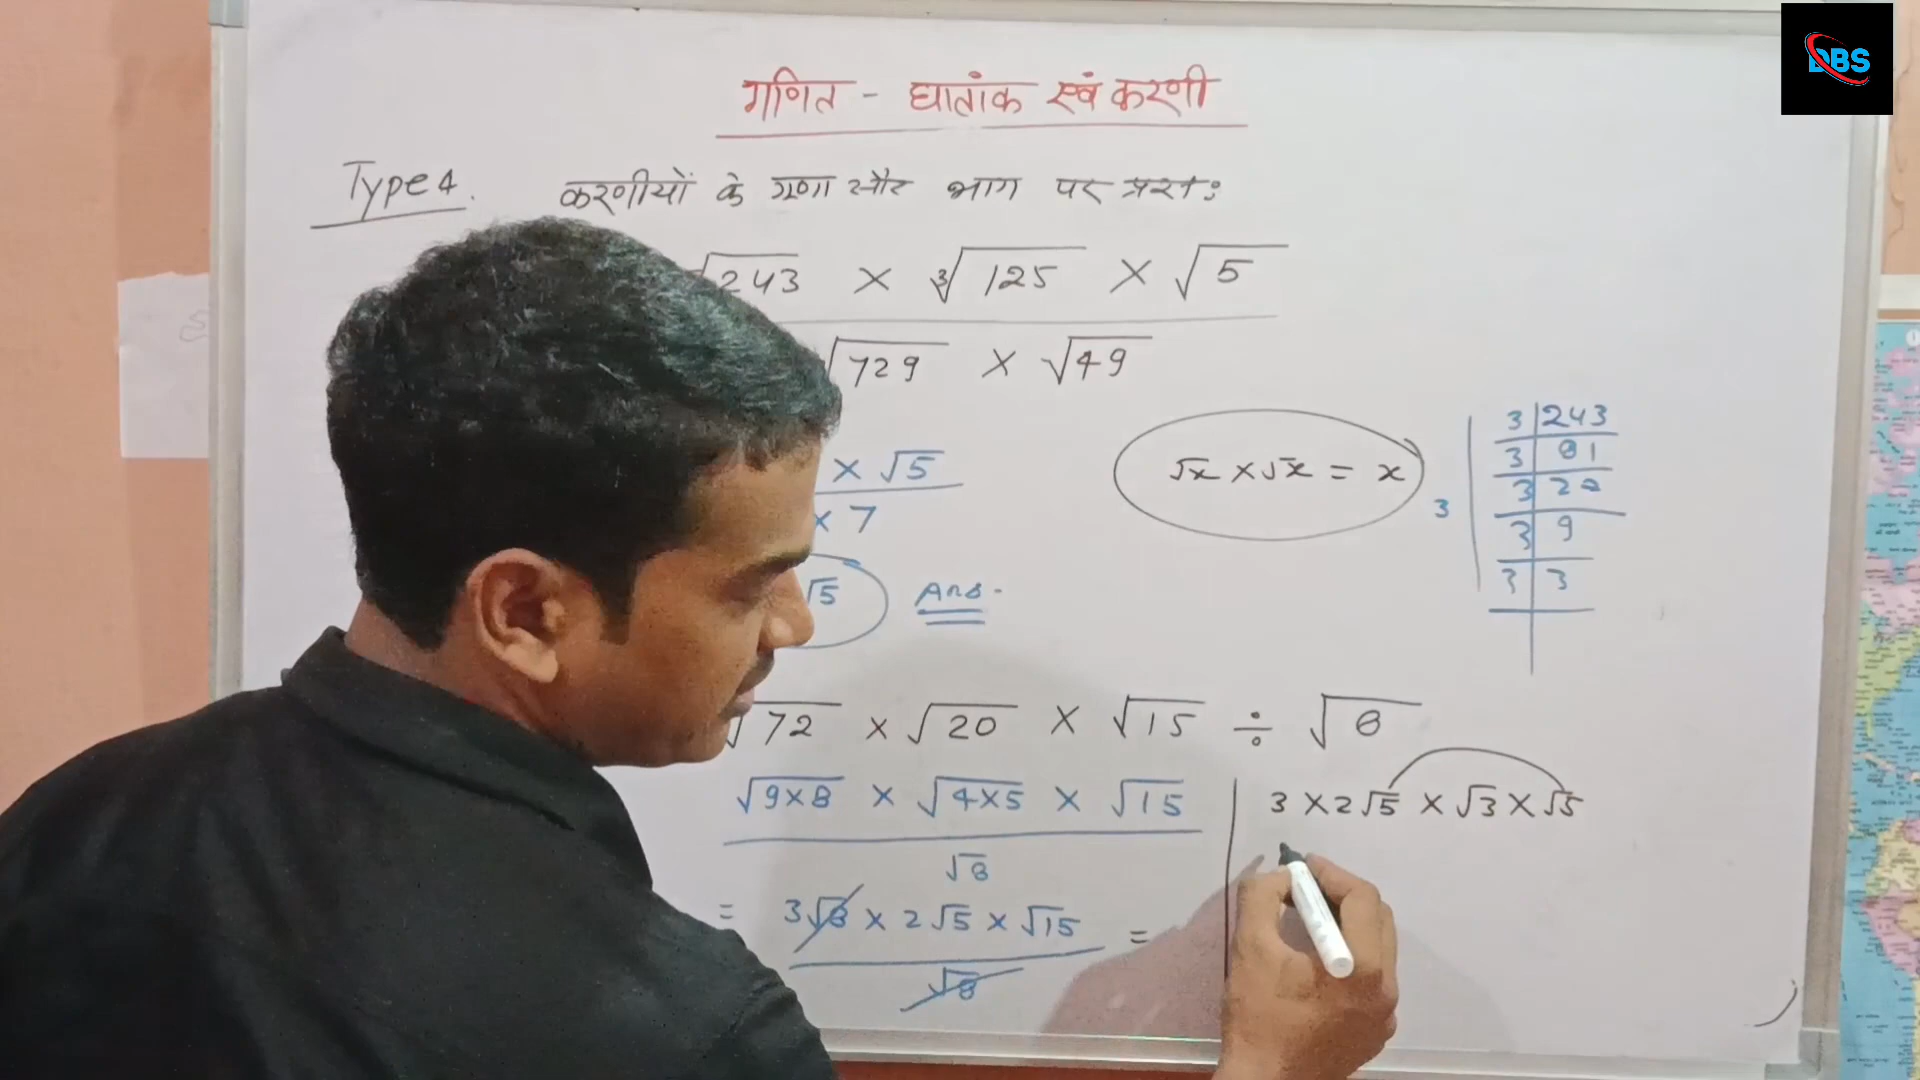 DBS
गणित - घातांक एवं करणी
Type 4. करणीयों के गुणा और भाग पर प्रश्न:
√243 × ∛125 × √5
√729 × √49
× √5
× 7
√5 Ans.
√x × √x = x
3
3 | 243
3 | 81
3 | 27
3 | 9
3 | 3
√72 × √20 × √15 ÷ √8
√9×8 × √4×5 × √15
√8
= 3√8 × 2√5 × √15 =
√8
3 × 2√5 × √3 × √5